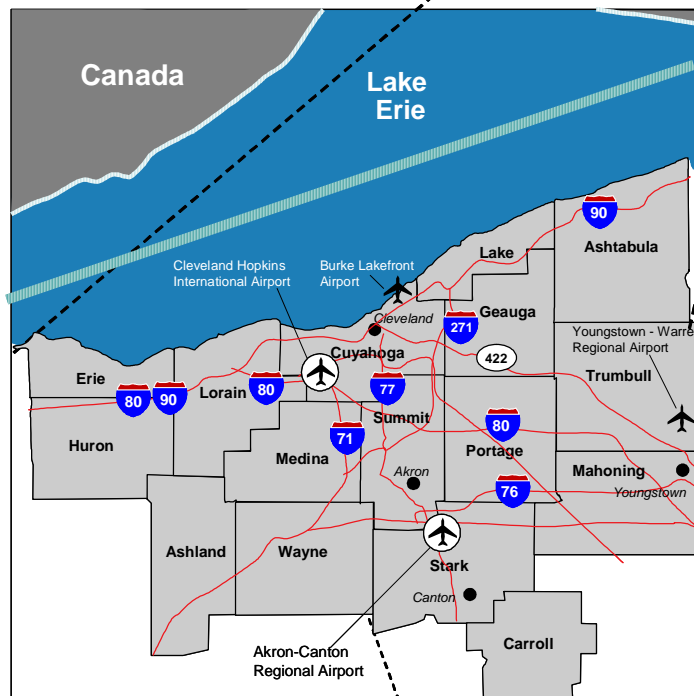 Canada
Lake
Erie
90
Ashtabula
Lake
Cleveland Hopkins
International Airport
Burke Lakefront
Airport
Geauga
Cleveland
271
Youngstown - Warre
Regional Airport
Cuyahoga
422
Erie
Trumbull
80
90
Lorain
80
77
Summit
Huron
71
80
Medina
Portage
Mahoning
Akron
76
Youngstown
Ashland
Wayne
Stark
Canton
Carroll
Akron-Canton
Regional Airport